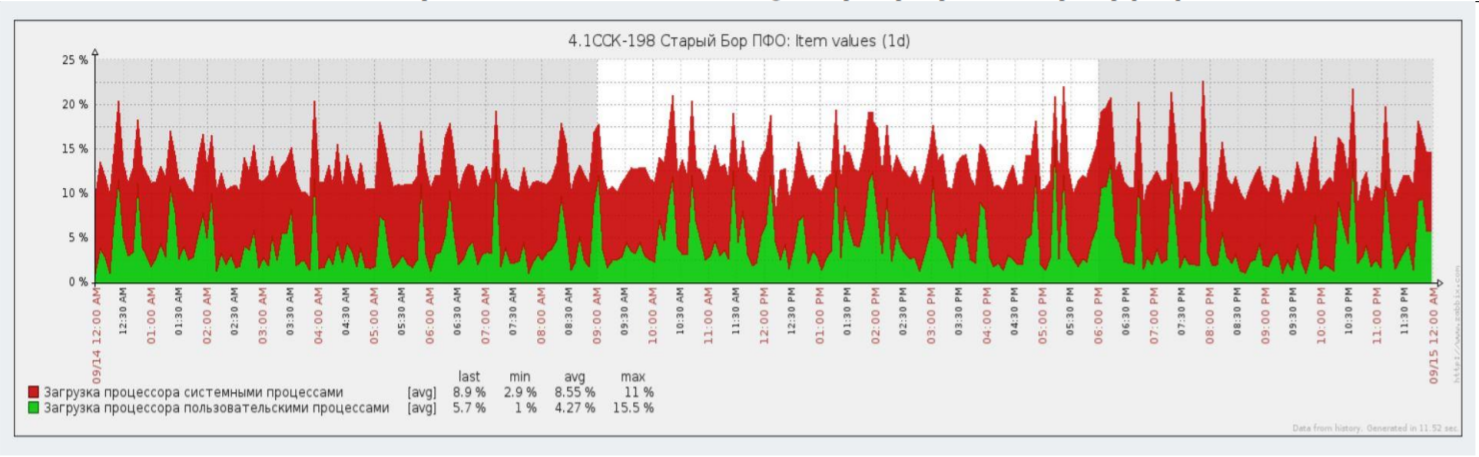 4.1ССК-198 Старый Бор ПФО: Item values (1d)
25 %
20 %
15 %
10 %
5 %
0 %
09/14 12:00 AM
12:30 AM
01:00 AM
01:30 AM
02:00 AM
02:30 AM
03:00 AM
03:30 AM
04:00 AM
04:30 AM
05:00 AM
05:30 AM
06:00 AM
06:30 AM
07:00 AM
07:30 AM
08:00 AM
08:30 AM
09:00 AM
09:30 AM
10:00 AM
10:30 AM
11:00 AM
11:30 AM
12:00 PM
12:30 PM
01:00 PM
01:30 PM
02:00 PM
02:30 PM
03:00 PM
03:30 PM
04:00 PM
04:30 PM
05:00 PM
05:30 PM
06:00 PM
06:30 PM
07:00 PM
07:30 PM
08:00 PM
08:30 PM
09:00 PM
09:30 PM
10:00 PM
10:30 PM
11:00 PM
11:30 PM
09/15 12:00 AM
http://www.zabbix.com
last min avg max
Загрузка процессора системными процессами [avg] 8.9 % 2.9 % 8.55 % 11 %
Загрузка процессора пользовательскими процессами [avg] 5.7 % 1 % 4.27 % 15.5 %
Data from history. Generated in 11.52 sec